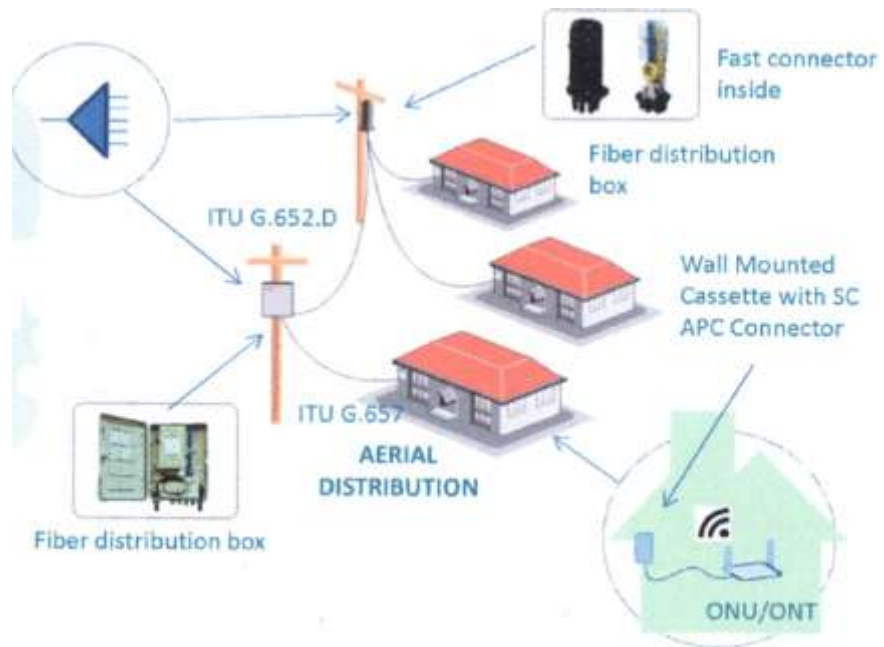 Fast connector
inside
Fiber distribution
box
ITU G.652.D
Wall Mounted
Cassette with SC
APC Connector
ITU G.657
AERIAL
DISTRIBUTION
Fiber distribution box
ONU/ONT